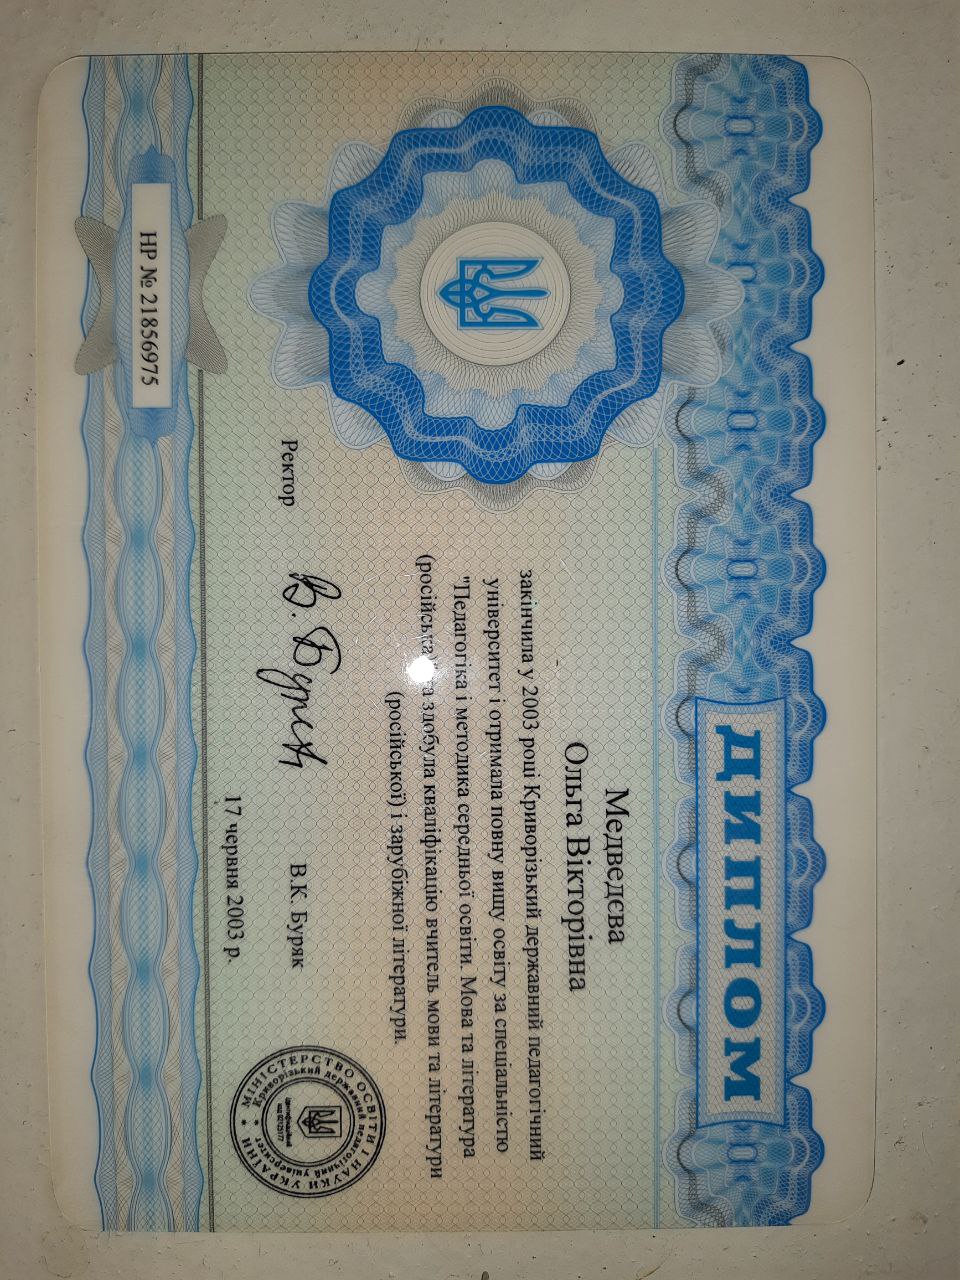 ДИПЛОМ
Медведєва
Ольга Вікторівна
закінчила у 2003 році Криворізький державний педагогічний
університет і отримала повну вищу освіту за спеціальністю
"Педагогіка і методика середньої освіти. Мова та література
(російська)" та здобула кваліфікацію вчитель мови та літератури
(російської) і зарубіжної літератури.
Ректор
В. Буряк
В.К. Буряк
17 червня 2003 р.
НР № 21856975
МІНІСТЕРСТВО ОСВІТИ І НАУКИ УКРАЇНИ
Криворізький державний педагогічний університет